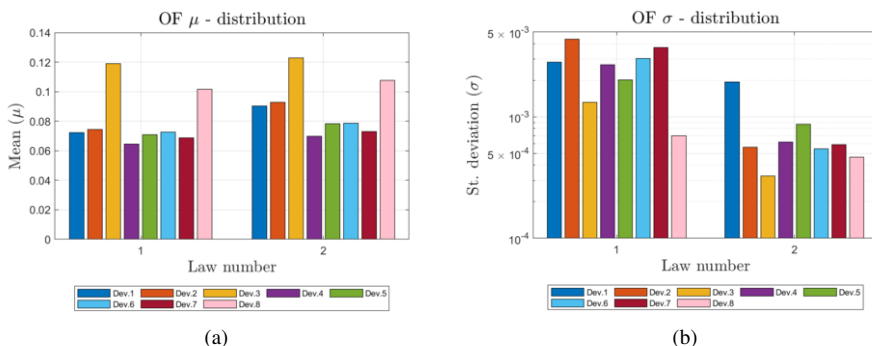 OF μ - distribution
0.14
0.12
0.1
0.08
0.06
0.04
0.02
0
Mean (μ)
1
2
Law number
Dev.1 Dev.2 Dev.3 Dev.4 Dev.5
Dev.6 Dev.7 Dev.8
(a)
OF σ - distribution
5 × 10⁻³
10⁻³
5 × 10⁻⁴
10⁻⁴
St. deviation (σ)
1
2
Law number
Dev.1 Dev.2 Dev.3 Dev.4 Dev.5
Dev.6 Dev.7 Dev.8
(b)